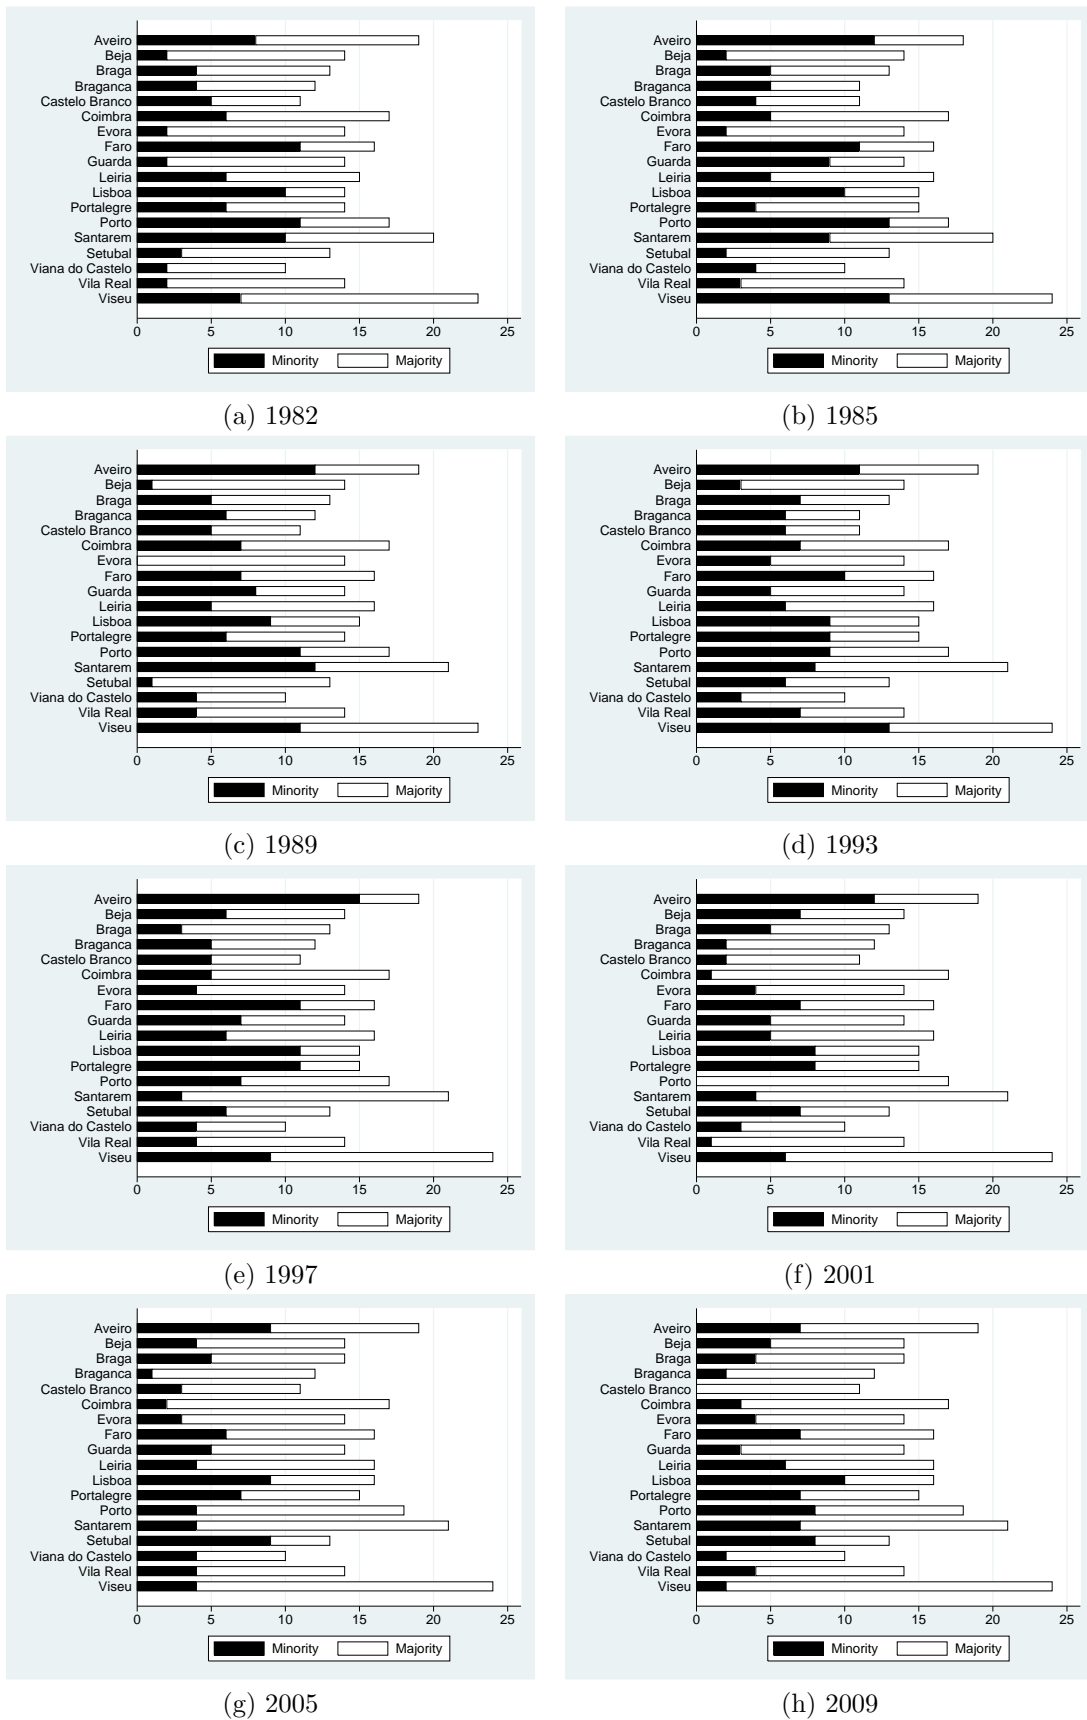 Aveiro
Beja
Braga
Braganca
Castelo Branco
Coimbra
Evora
Faro
Guarda
Leiria
Lisboa
Portalegre
Porto
Santarem
Setubal
Viana do Castelo
Vila Real
Viseu
0 5 10 15 20 25
Minority Majority
(a) 1982
Aveiro
Beja
Braga
Braganca
Castelo Branco
Coimbra
Evora
Faro
Guarda
Leiria
Lisboa
Portalegre
Porto
Santarem
Setubal
Viana do Castelo
Vila Real
Viseu
0 5 10 15 20 25
Minority Majority
(b) 1985
Aveiro
Beja
Braga
Braganca
Castelo Branco
Coimbra
Evora
Faro
Guarda
Leiria
Lisboa
Portalegre
Porto
Santarem
Setubal
Viana do Castelo
Vila Real
Viseu
0 5 10 15 20 25
Minority Majority
(c) 1989
Aveiro
Beja
Braga
Braganca
Castelo Branco
Coimbra
Evora
Faro
Guarda
Leiria
Lisboa
Portalegre
Porto
Santarem
Setubal
Viana do Castelo
Vila Real
Viseu
0 5 10 15 20 25
Minority Majority
(d) 1993
Aveiro
Beja
Braga
Braganca
Castelo Branco
Coimbra
Evora
Faro
Guarda
Leiria
Lisboa
Portalegre
Porto
Santarem
Setubal
Viana do Castelo
Vila Real
Viseu
0 5 10 15 20 25
Minority Majority
(e) 1997
Aveiro
Beja
Braga
Braganca
Castelo Branco
Coimbra
Evora
Faro
Guarda
Leiria
Lisboa
Portalegre
Porto
Santarem
Setubal
Viana do Castelo
Vila Real
Viseu
0 5 10 15 20 25
Minority Majority
(f) 2001
Aveiro
Beja
Braga
Braganca
Castelo Branco
Coimbra
Evora
Faro
Guarda
Leiria
Lisboa
Portalegre
Porto
Santarem
Setubal
Viana do Castelo
Vila Real
Viseu
0 5 10 15 20 25
Minority Majority
(g) 2005
Aveiro
Beja
Braga
Braganca
Castelo Branco
Coimbra
Evora
Faro
Guarda
Leiria
Lisboa
Portalegre
Porto
Santarem
Setubal
Viana do Castelo
Vila Real
Viseu
0 5 10 15 20 25
Minority Majority
(h) 2009